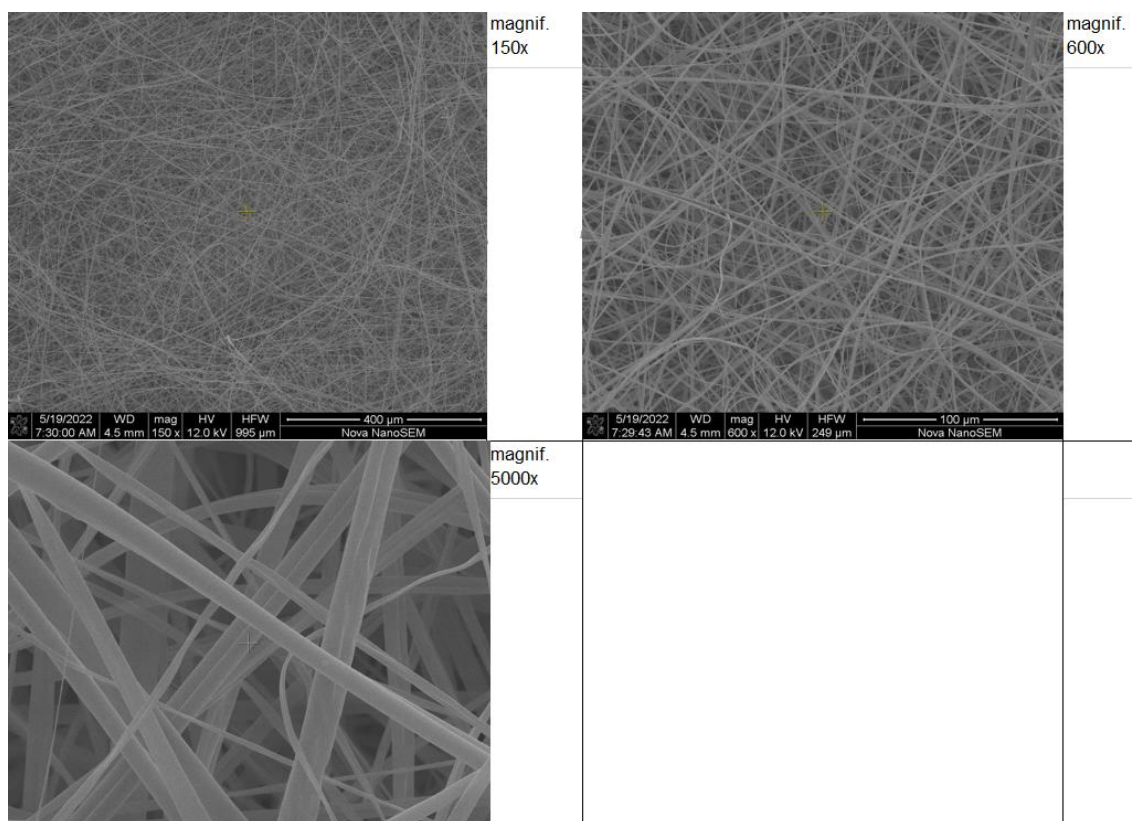 magnif.
150x
magnif.
600x
5/19/2022 WD mag HV HFW 400 µm
7:30:00 AM 4.5 mm 150 x 12.0 kV 995 µm Nova NanoSEM
5/19/2022 WD mag HV HFW 100 µm
7:29:43 AM 4.5 mm 600 x 12.0 kV 249 µm Nova NanoSEM
magnif.
5000x